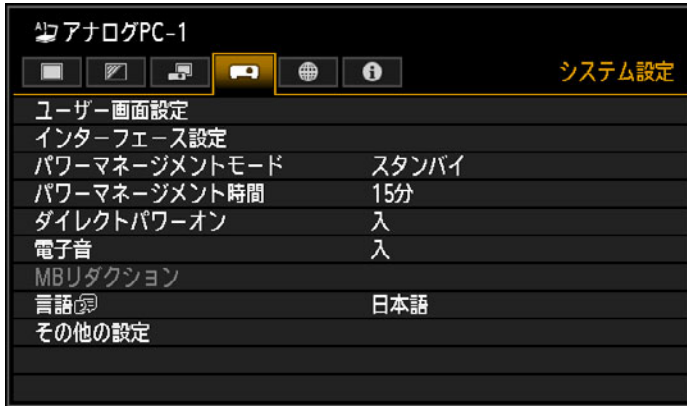 アナログPC-1
システム設定
ユーザー画面設定
インターフェース設定
パワーマネージメントモード スタンバイ
パワーマネージメント時間 15分
ダイレクトパワーオン 入
電子音 入
MBリダクション
言語 日本語
その他の設定